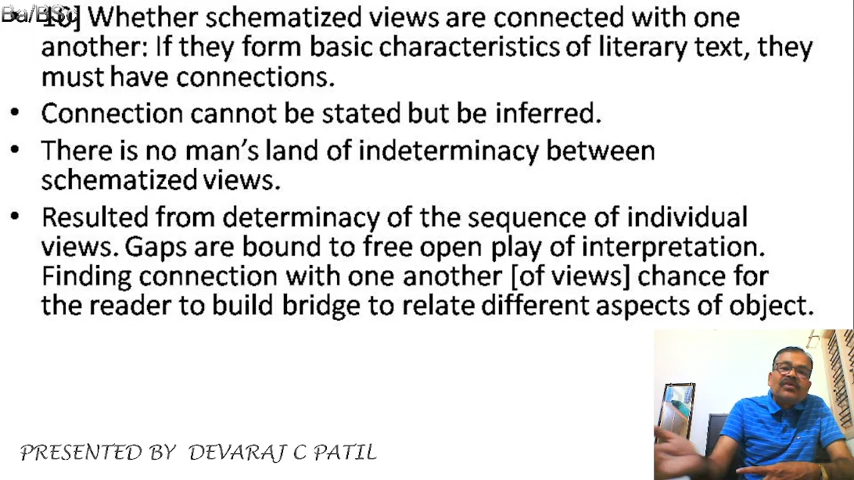 Ba/BSc
• 10] Whether schematized views are connected with one
another: If they form basic characteristics of literary text, they
must have connections.
• Connection cannot be stated but be inferred.
• There is no man's land of indeterminacy between
schematized views.
• Resulted from determinacy of the sequence of individual
views. Gaps are bound to free open play of interpretation.
Finding connection with one another [of views] chance for
the reader to build bridge to relate different aspects of object.
PRESENTED BY DEVARAJ C PATIL